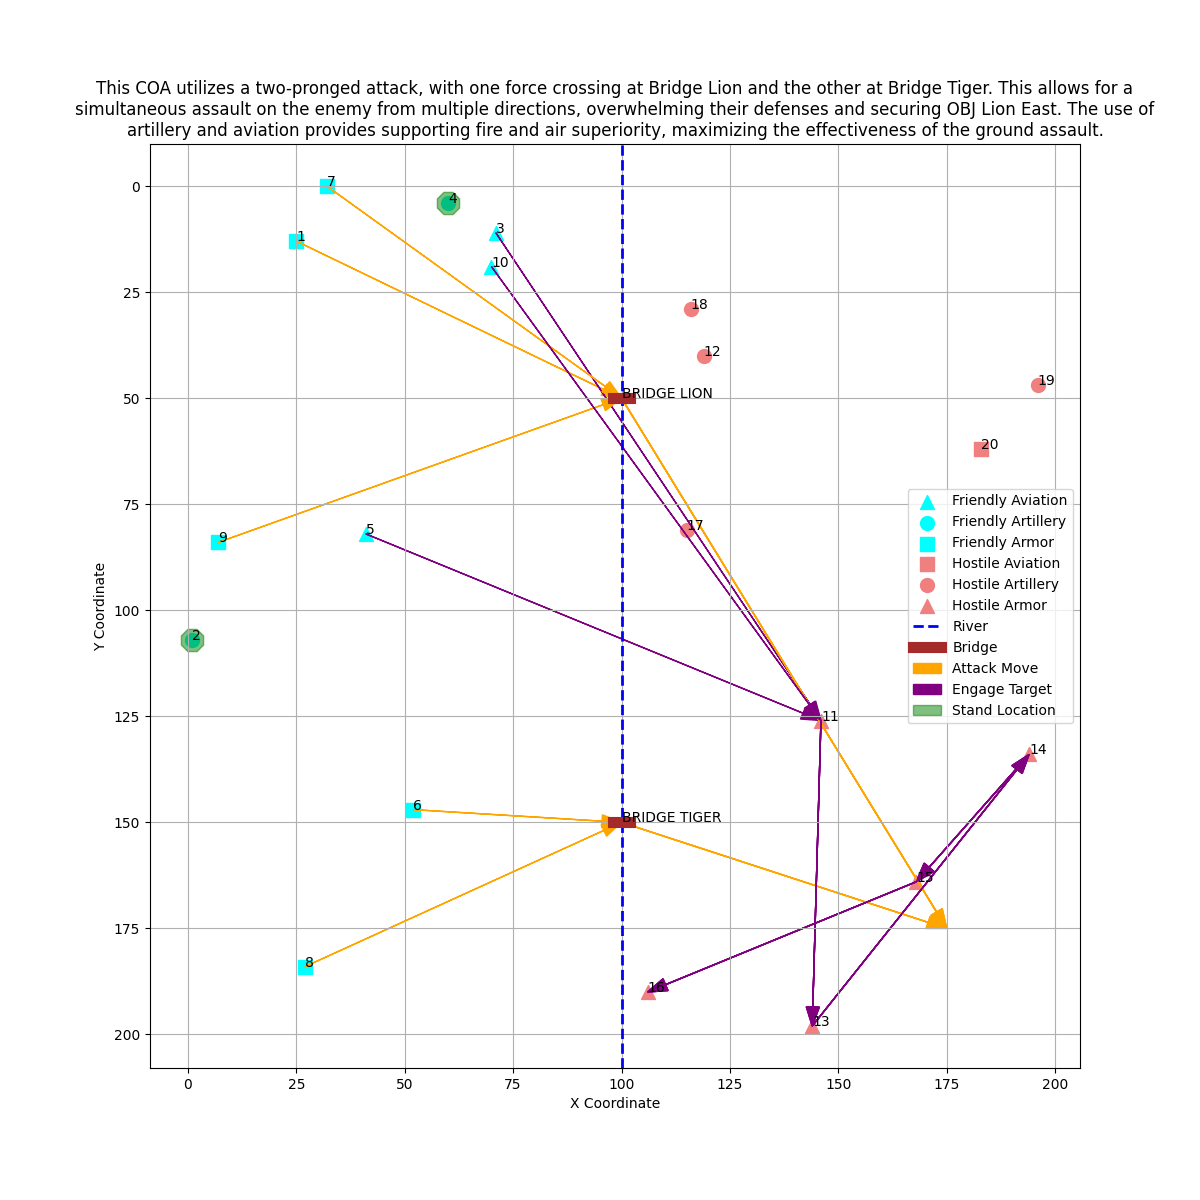 This COA utilizes a two-pronged attack, with one force crossing at Bridge Lion and the other at Bridge Tiger. This allows for a
simultaneous assault on the enemy from multiple directions, overwhelming their defenses and securing OBJ Lion East. The use of
artillery and aviation provides supporting fire and air superiority, maximizing the effectiveness of the ground assault.
0
25
50
75
100
125
150
175
200
Y Coordinate
7
4
1
3
10
18
12
19
BRIDGE LION
20
17
5
9
2
11
14
6
BRIDGE TIGER
15
8
16
13
Friendly Aviation
Friendly Artillery
Friendly Armor
Hostile Aviation
Hostile Artillery
Hostile Armor
River
Bridge
Attack Move
Engage Target
Stand Location
0
25
50
75
100
125
150
175
200
X Coordinate